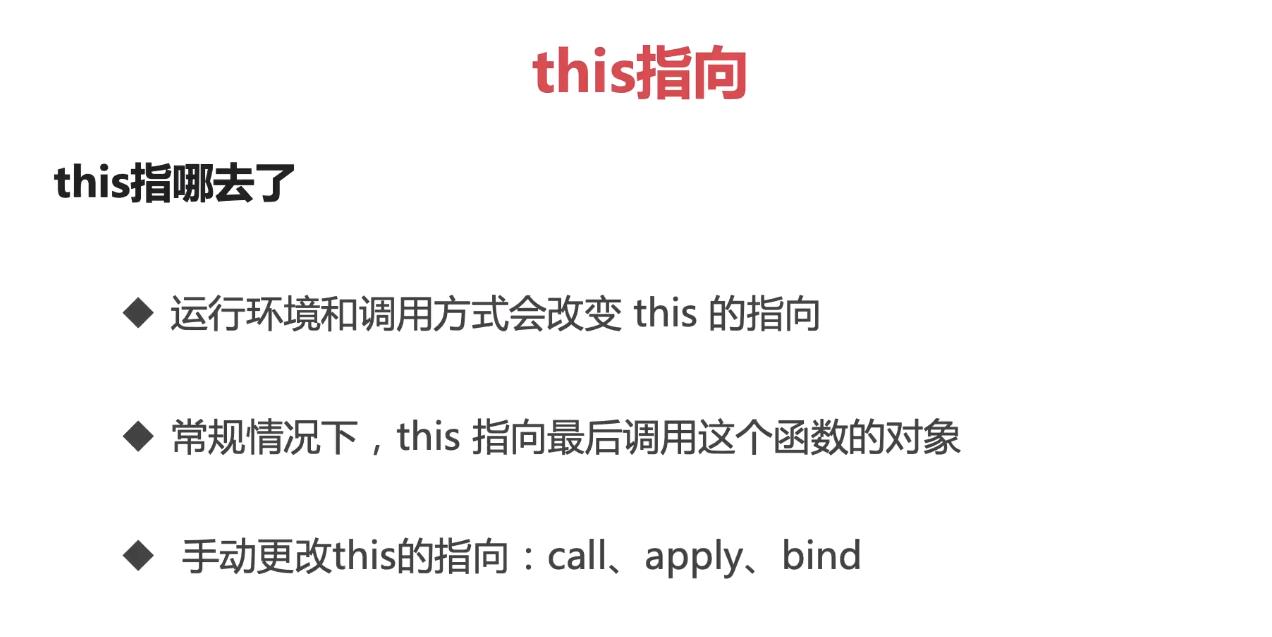 this指向
this指哪去了
◆ 运行环境和调用方式会改变 this 的指向
◆ 常规情况下，this 指向最后调用这个函数的对象
◆ 手动更改this的指向：call、apply、bind